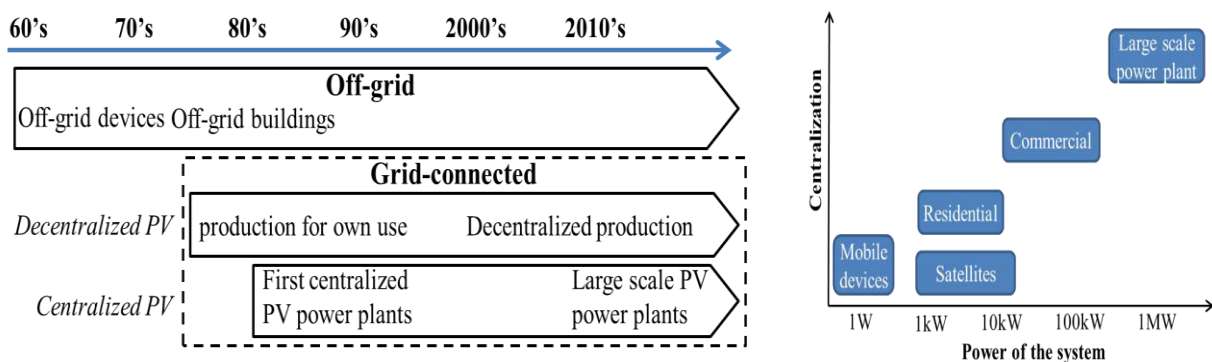 60's 70's 80's 90's 2000's 2010's
Off-grid
Off-grid devices Off-grid buildings
Grid-connected
Decentralized PV
production for own use
Decentralized production
Centralized PV
First centralized
PV power plants
Large scale PV
power plants
Centralization
Large scale
power plant
Commercial
Residential
Mobile
devices
Satellites
1W 1kW 10kW 100kW 1MW
Power of the system